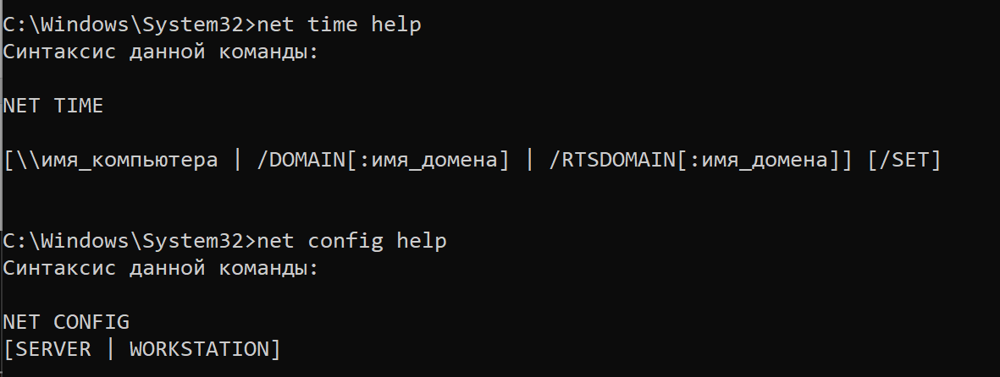 C:\Windows\System32>net time help
Синтаксис данной команды:
NET TIME
[\\имя_компьютера | /DOMAIN[:имя_домена] | /RTSDOMAIN[:имя_домена]] [/SET]
C:\Windows\System32>net config help
Синтаксис данной команды:
NET CONFIG
[SERVER | WORKSTATION]